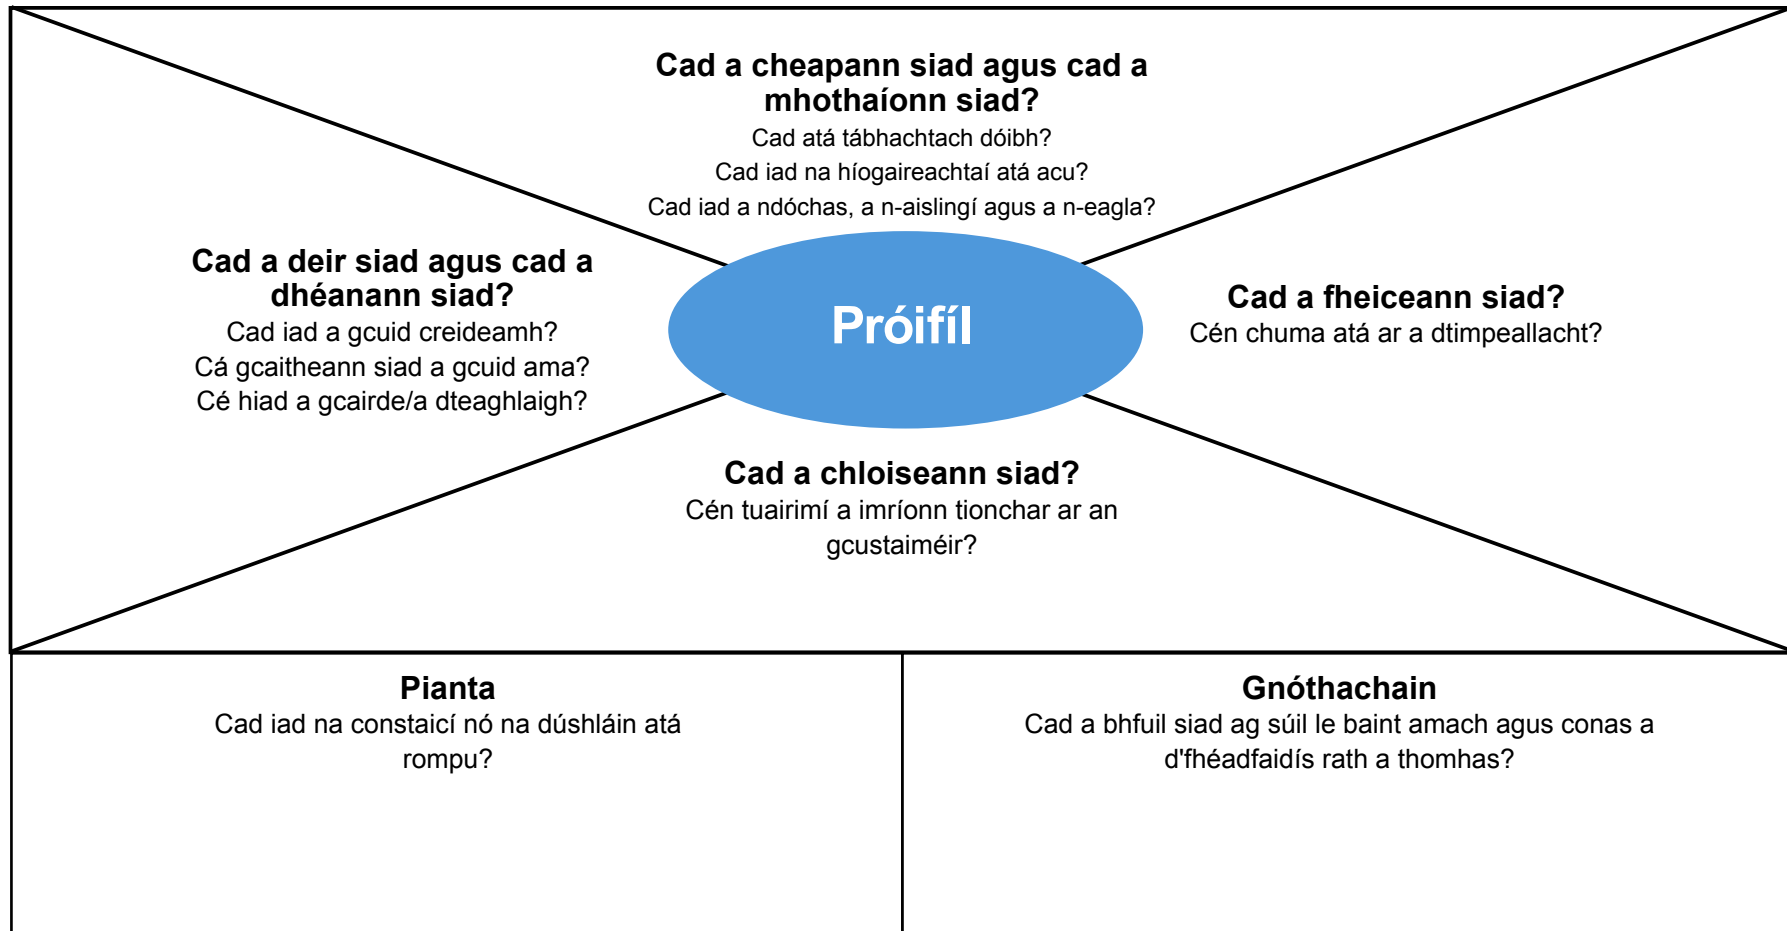 Cad a cheapann siad agus cad a
mhothaíonn siad?
Cad atá tábhachtach dóibh?
Cad iad na híogaireachtaí atá acu?
Cad iad a ndóchas, a n-aislingí agus a n-eagla?
Cad a deir siad agus cad a
dhéanann siad?
Cad iad a gcuid creideamh?
Cá gcaitheann siad a gcuid ama?
Cé hiad a gcairde/a dteaghlaigh?
Próifíl
Cad a fheiceann siad?
Cén chuma atá ar a dtimpeallacht?
Cad a chloiseann siad?
Cén tuairimí a imríonn tionchar ar an
gcustaiméir?
Pianta
Cad iad na constaicí nó na dúshláin atá
rompu?
Gnóthachain
Cad a bhfuil siad ag súil le baint amach agus conas a
d'fhéadfaidís rath a thomhas?